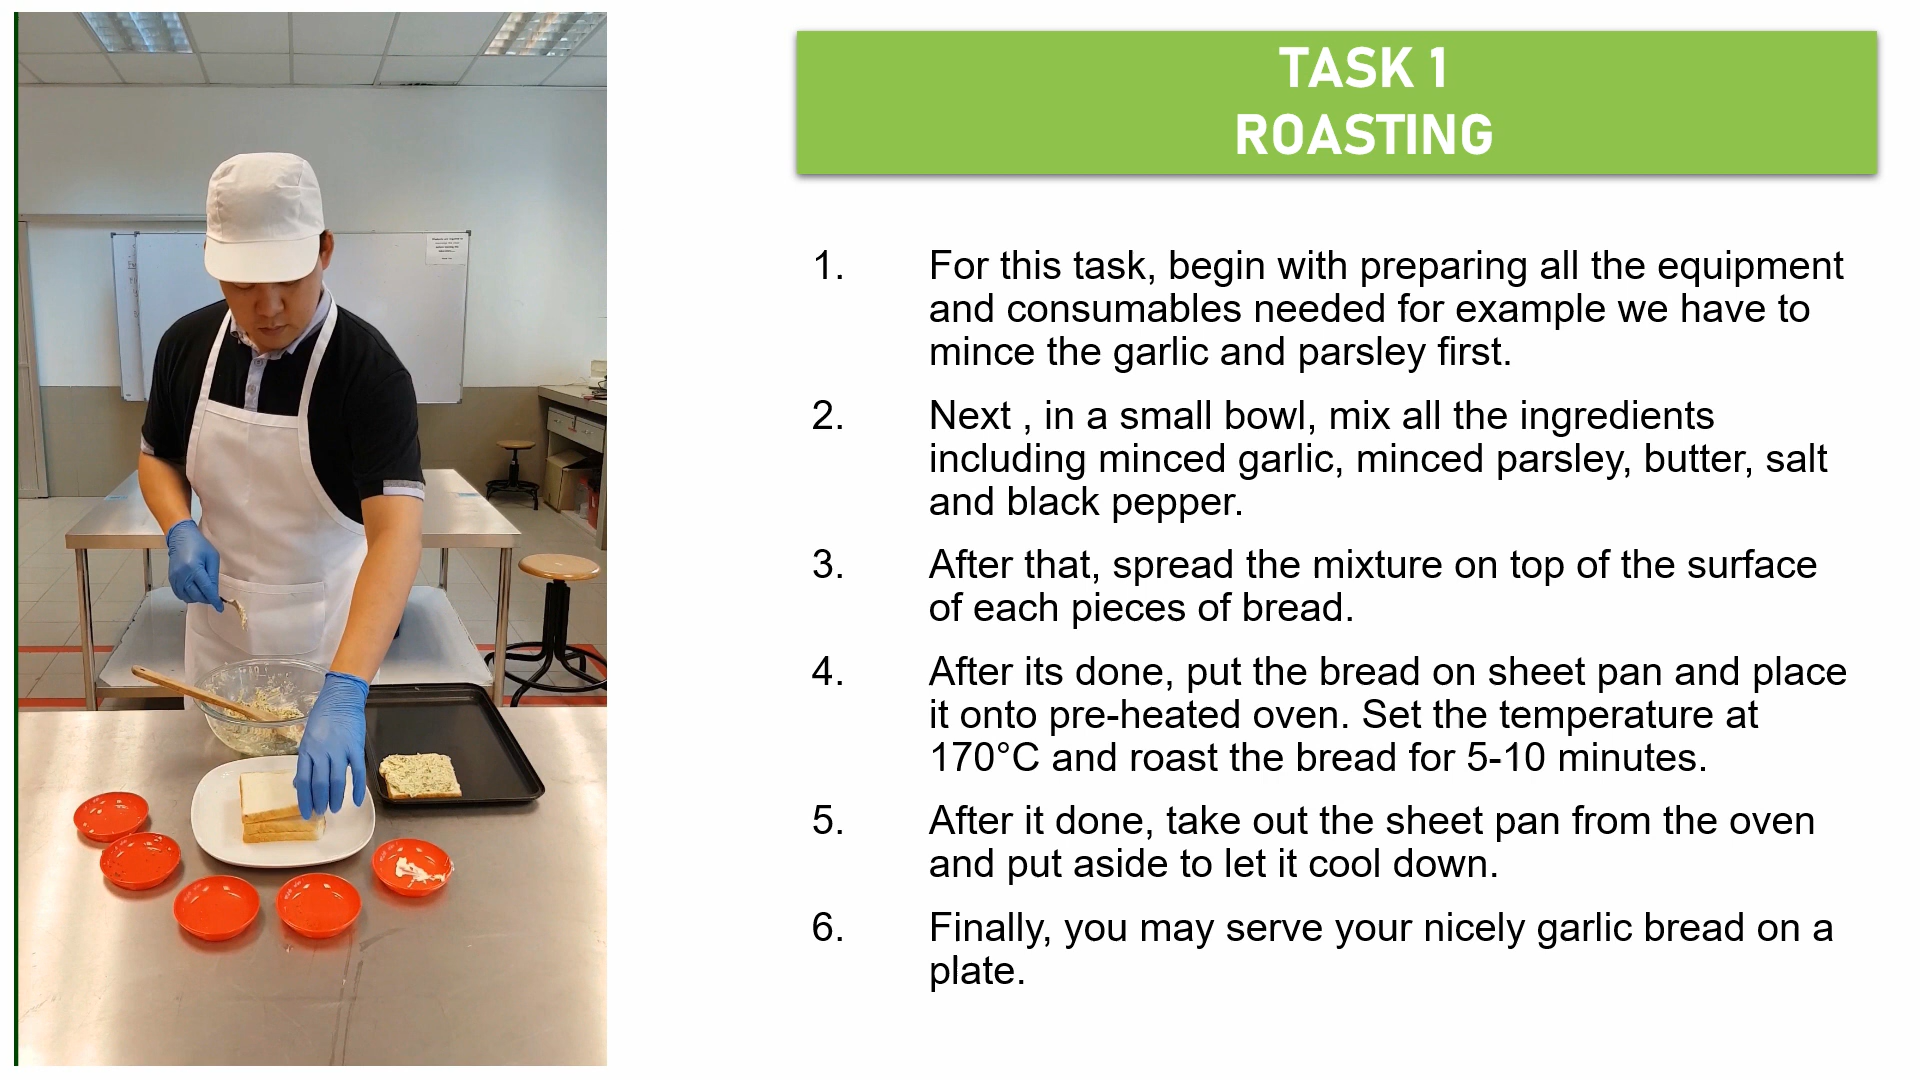 TASK 1
ROASTING
1. For this task, begin with preparing all the equipment
and consumables needed for example we have to
mince the garlic and parsley first.
2. Next , in a small bowl, mix all the ingredients
including minced garlic, minced parsley, butter, salt
and black pepper.
3. After that, spread the mixture on top of the surface
of each pieces of bread.
4. After its done, put the bread on sheet pan and place
it onto pre-heated oven. Set the temperature at
170°C and roast the bread for 5-10 minutes.
5. After it done, take out the sheet pan from the oven
and put aside to let it cool down.
6. Finally, you may serve your nicely garlic bread on a
plate.